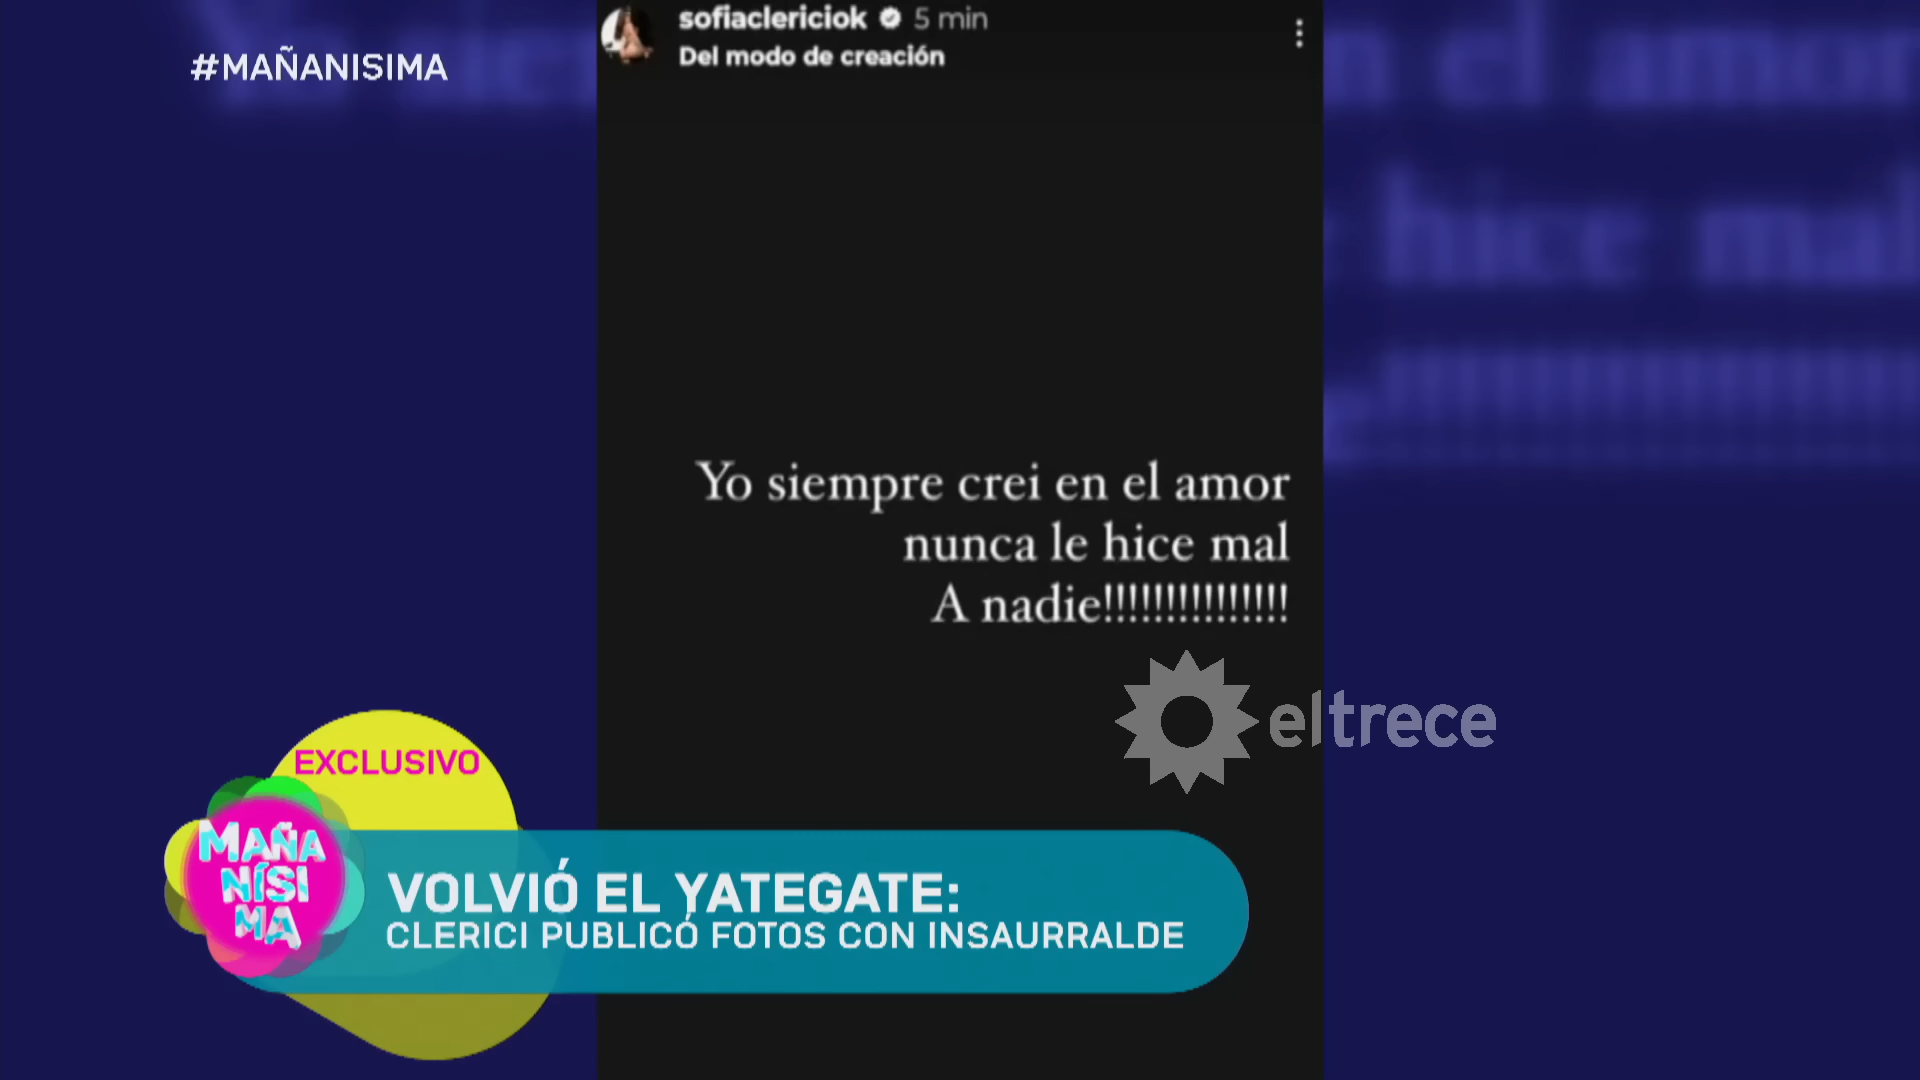 sofiaclericiok 5 min
Del modo de creación
#MAÑANISIMA
Yo siempre crei en el amor
nunca le hice mal
A nadie!!!!!!!!!!!!!!!
eltrece
EXCLUSIVO
MAÑA
NÍSI
MA
VOLVIÓ EL YATEGATE:
CLERICI PUBLICÓ FOTOS CON INSAURRALDE